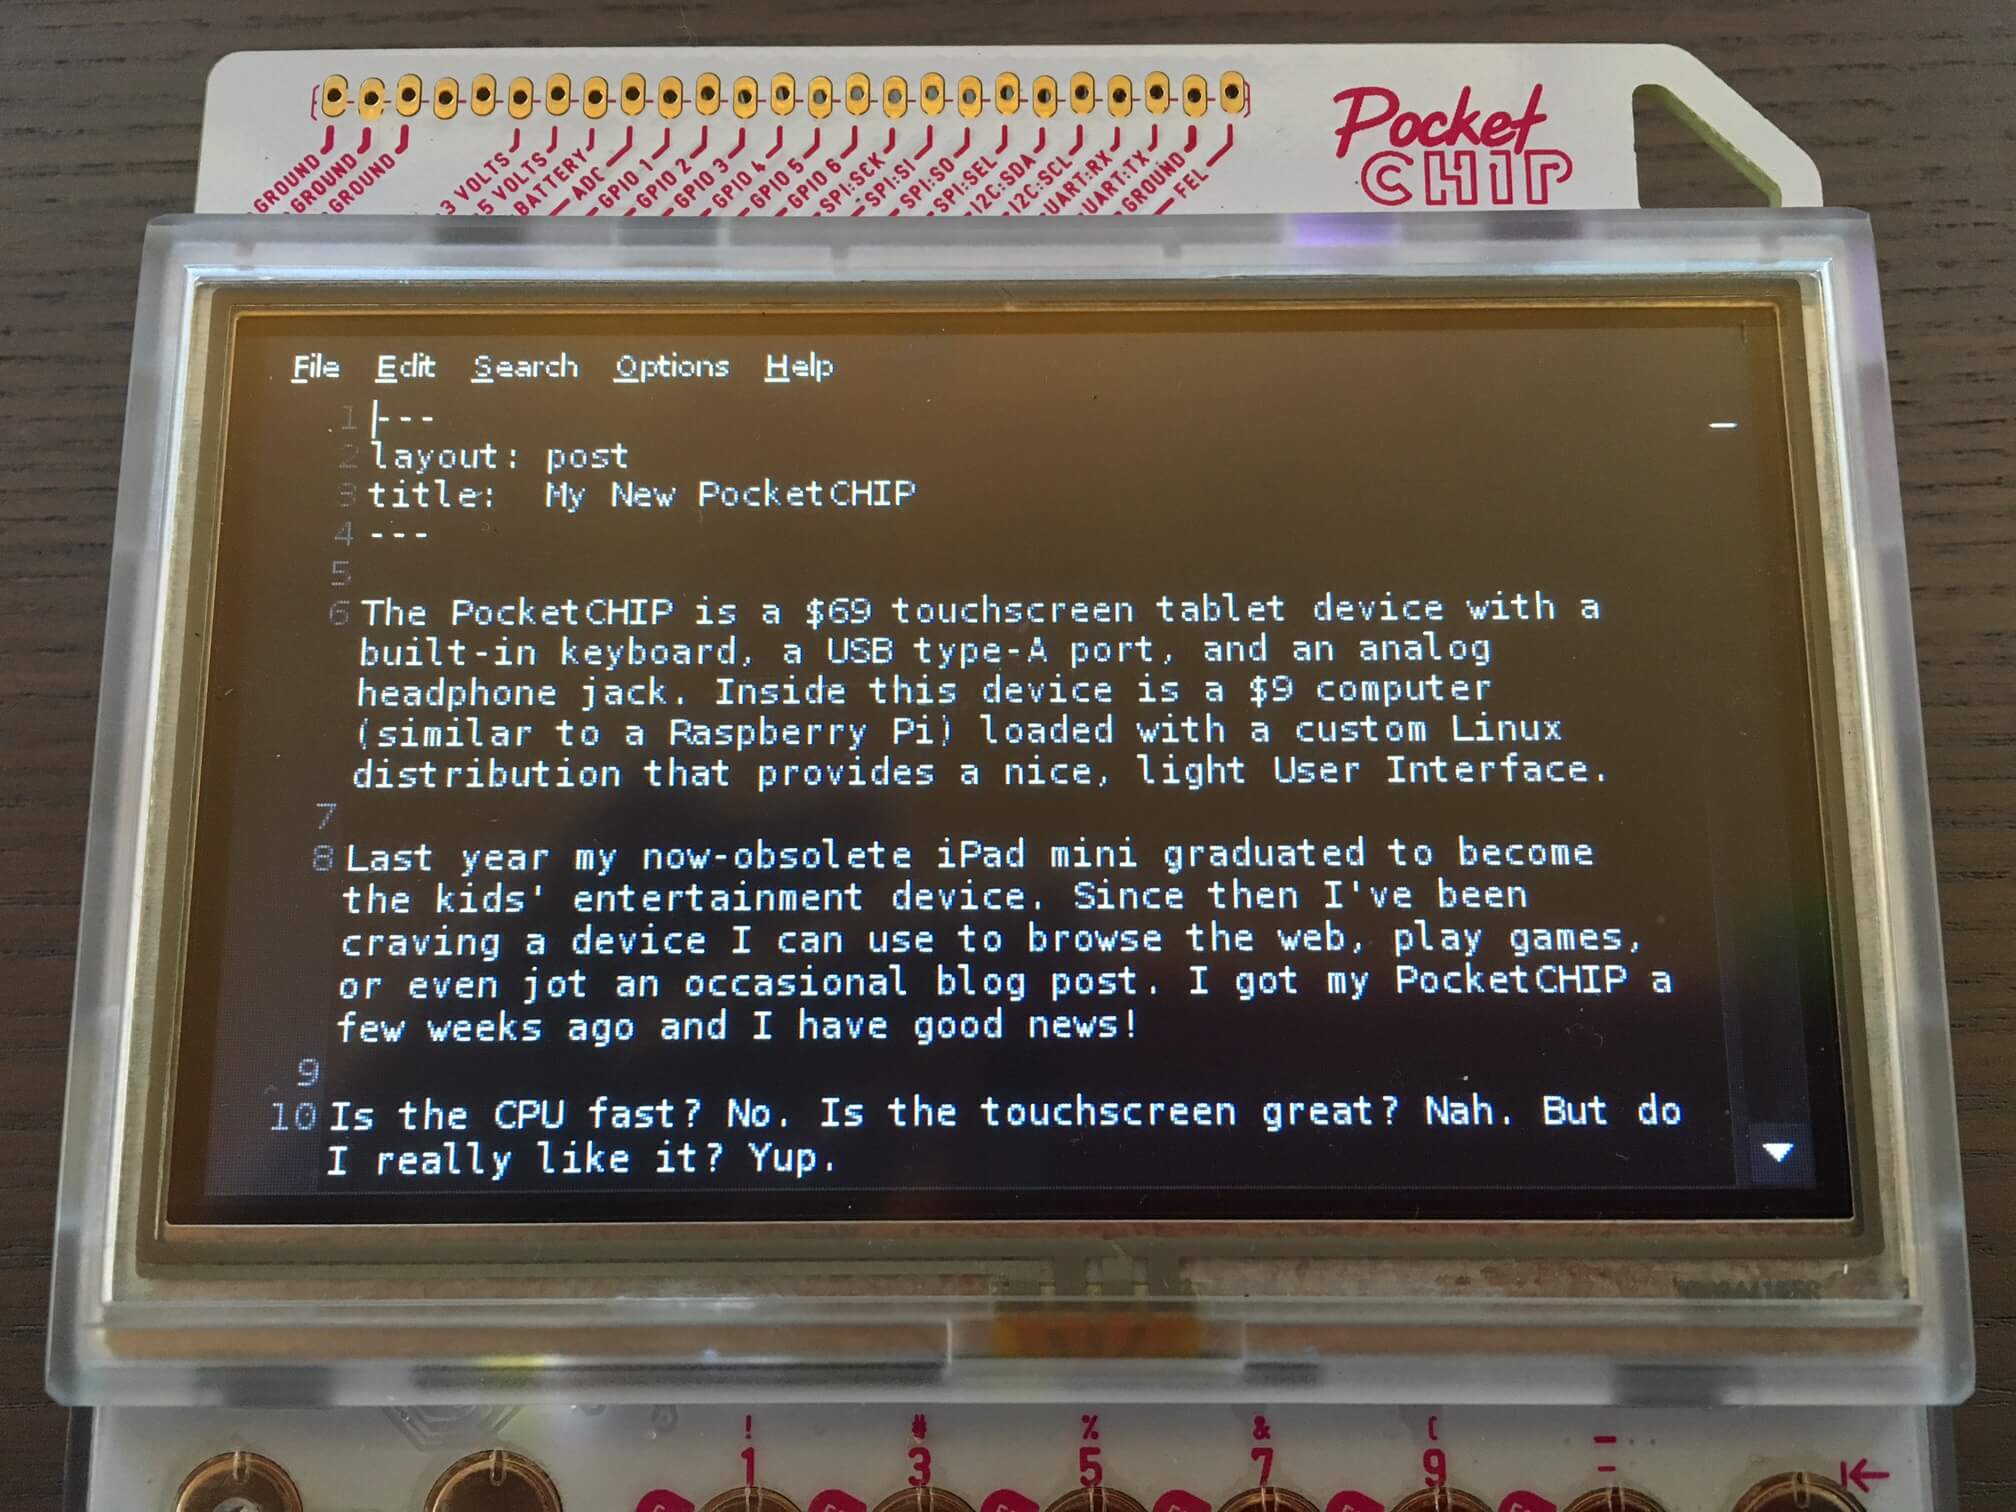 Pocket
CHIP
GROUND
GROUND
GROUND
3 VOLTS
5 VOLTS
BATTERY
ADC
GPIO 1
GPIO 2
GPIO 3
GPIO 4
GPIO 5
GPIO 6
SPI:SCK
SPI:SI
SPI:SO
SPI:SEL
I2C:SDA
I2C:SCL
UART:RX
UART:TX
GROUND
FEL
File Edit Search Options Help
1 ---
2 layout: post
3 title:  My New PocketCHIP
4 ---
5
6 The PocketCHIP is a $69 touchscreen tablet device with a
built-in keyboard, a USB type-A port, and an analog
headphone jack. Inside this device is a $9 computer
(similar to a Raspberry Pi) loaded with a custom Linux
distribution that provides a nice, light User Interface.
7
8 Last year my now-obsolete iPad mini graduated to become
the kids' entertainment device. Since then I've been
craving a device I can use to browse the web, play games,
or even jot an occasional blog post. I got my PocketCHIP a
few weeks ago and I have good news!
9
10 Is the CPU fast? No. Is the touchscreen great? Nah. But do
I really like it? Yup.
! # % & ( _
1 3 5 7 9 -